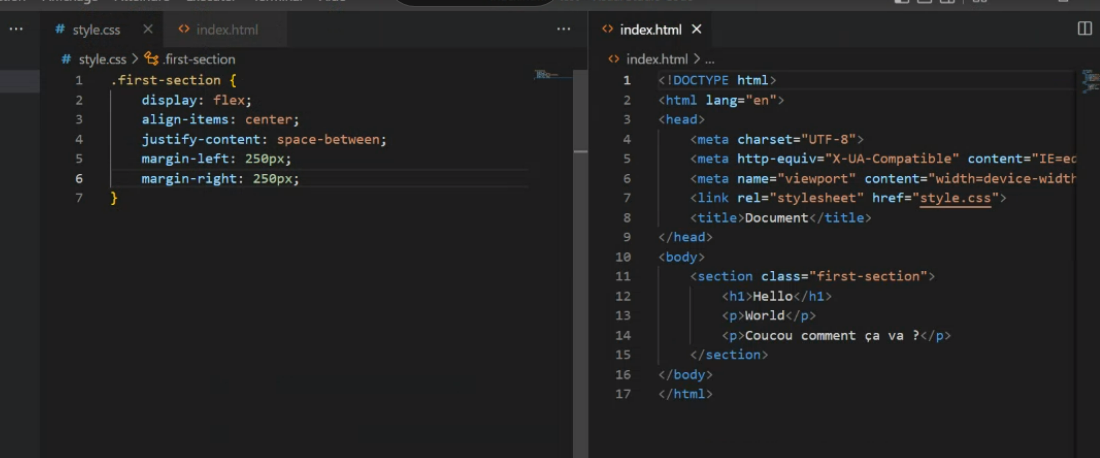 style.css
index.html
style.css > .first-section
1 .first-section {
2 display: flex;
3 align-items: center;
4 justify-content: space-between;
5 margin-left: 250px;
6 margin-right: 250px;
7 }
index.html
index.html > ...
1 <!DOCTYPE html>
2 <html lang="en">
3 <head>
4 <meta charset="UTF-8">
5 <meta http-equiv="X-UA-Compatible" content="IE=ed
6 <meta name="viewport" content="width=device-width
7 <link rel="stylesheet" href="style.css">
8 <title>Document</title>
9 </head>
10 <body>
11 <section class="first-section">
12 <h1>Hello</h1>
13 <p>World</p>
14 <p>Coucou comment ça va ?</p>
15 </section>
16 </body>
17 </html>